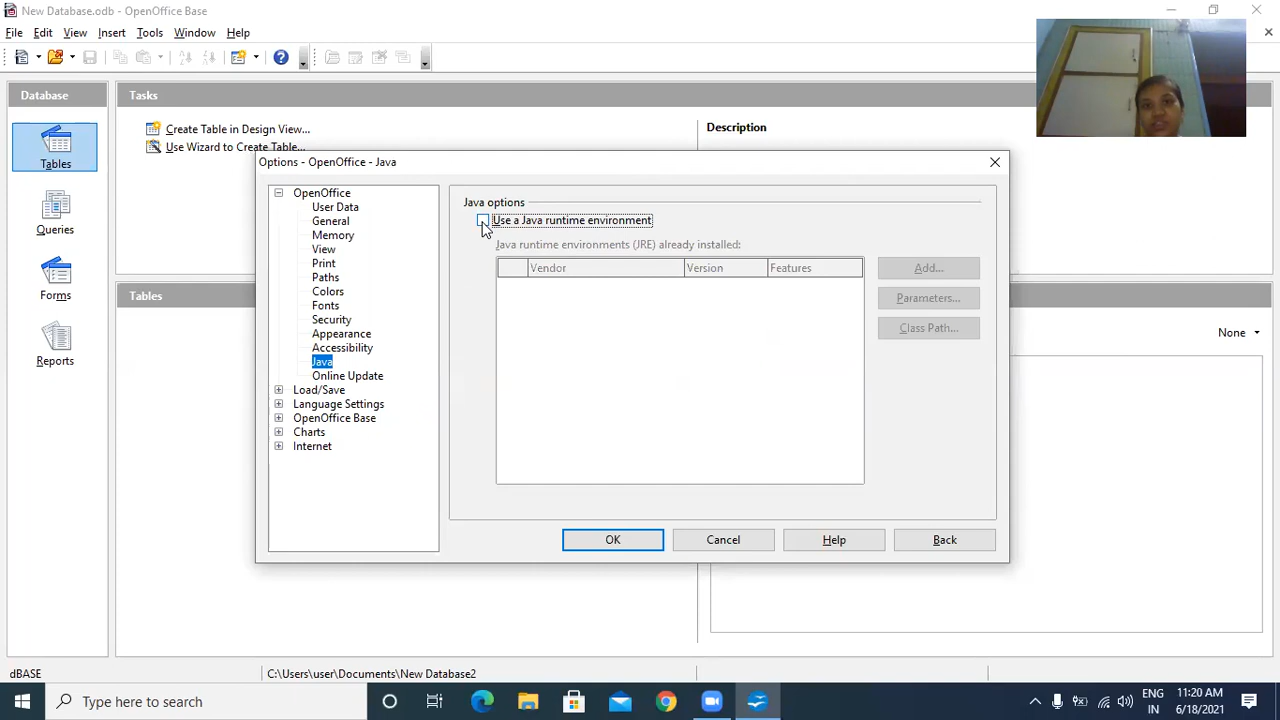 New Database.odb - OpenOffice Base
File Edit View Insert Tools Window Help
Database
Tables
Queries
Forms
Reports
Tasks
Create Table in Design View...
Use Wizard to Create Table...
Description
Tables
None
Options - OpenOffice - Java
OpenOffice
User Data
General
Memory
View
Print
Paths
Colors
Fonts
Security
Appearance
Accessibility
Java
Online Update
Load/Save
Language Settings
OpenOffice Base
Charts
Internet
Java options
Use a Java runtime environment
Java runtime environments (JRE) already installed:
Vendor Version Features
Add...
Parameters...
Class Path...
OK Cancel Help Back
dBASE C:\Users\user\Documents\New Database2
Type here to search
ENG
IN
11:20 AM
6/18/2021